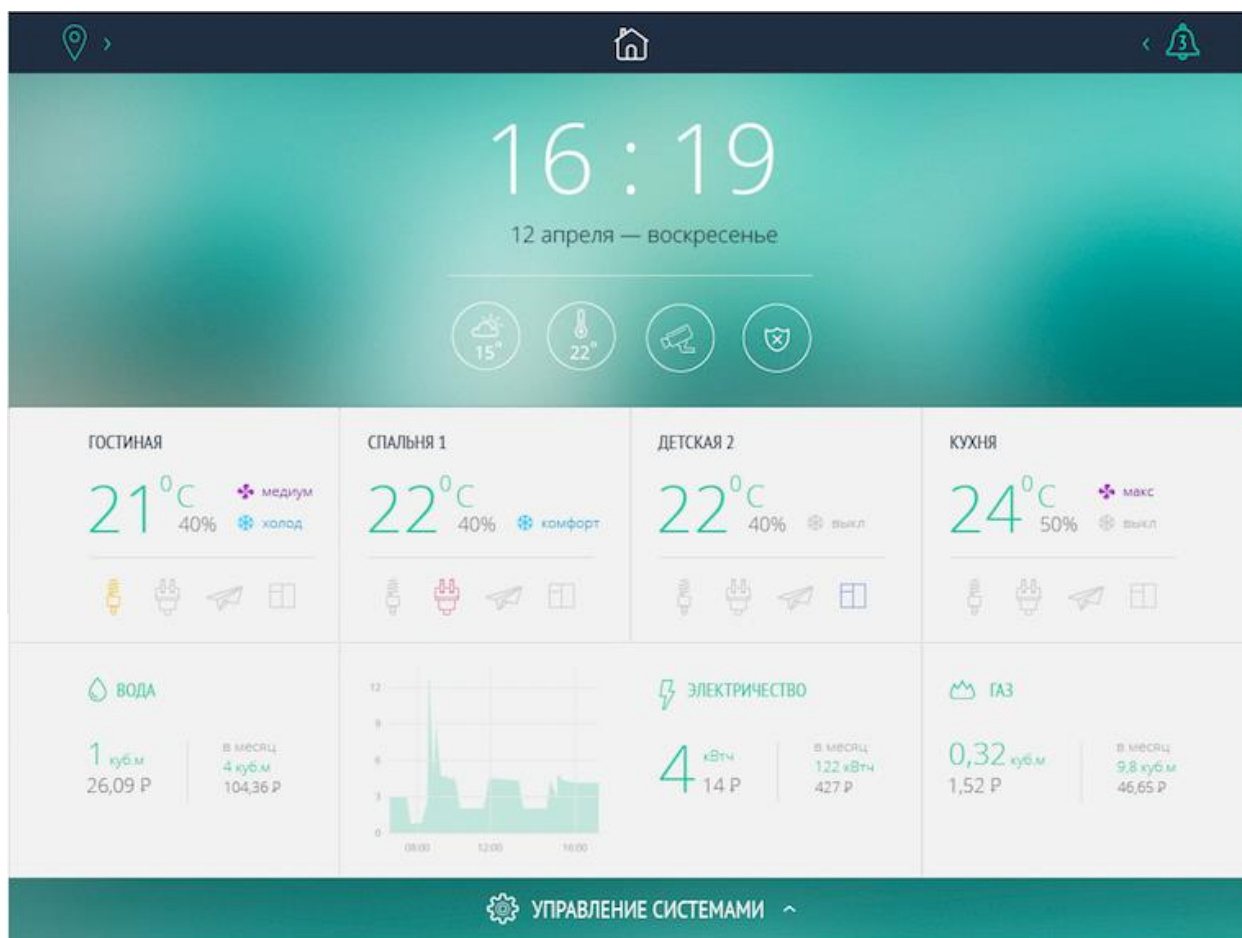 3
16 : 19
12 апреля — воскресенье
15° 22°
ГОСТИНАЯ
21°C
40%
медиум
холод
СПАЛЬНЯ 1
22°C
40%
комфорт
ДЕТСКАЯ 2
22°C
40%
выкл
КУХНЯ
24°C
50%
макс
выкл
ВОДА
1 куб.м
26,09 Р
в месяц
4 куб.м
104,36 Р
12
9
6
3
0
08:00 12:00 16:00
ЭЛЕКТРИЧЕСТВО
4 кВтч
14 Р
в месяц
122 кВтч
427 Р
ГАЗ
0,32 куб.м
1,52 Р
в месяц
9,8 куб.м
46,65 Р
УПРАВЛЕНИЕ СИСТЕМАМИ